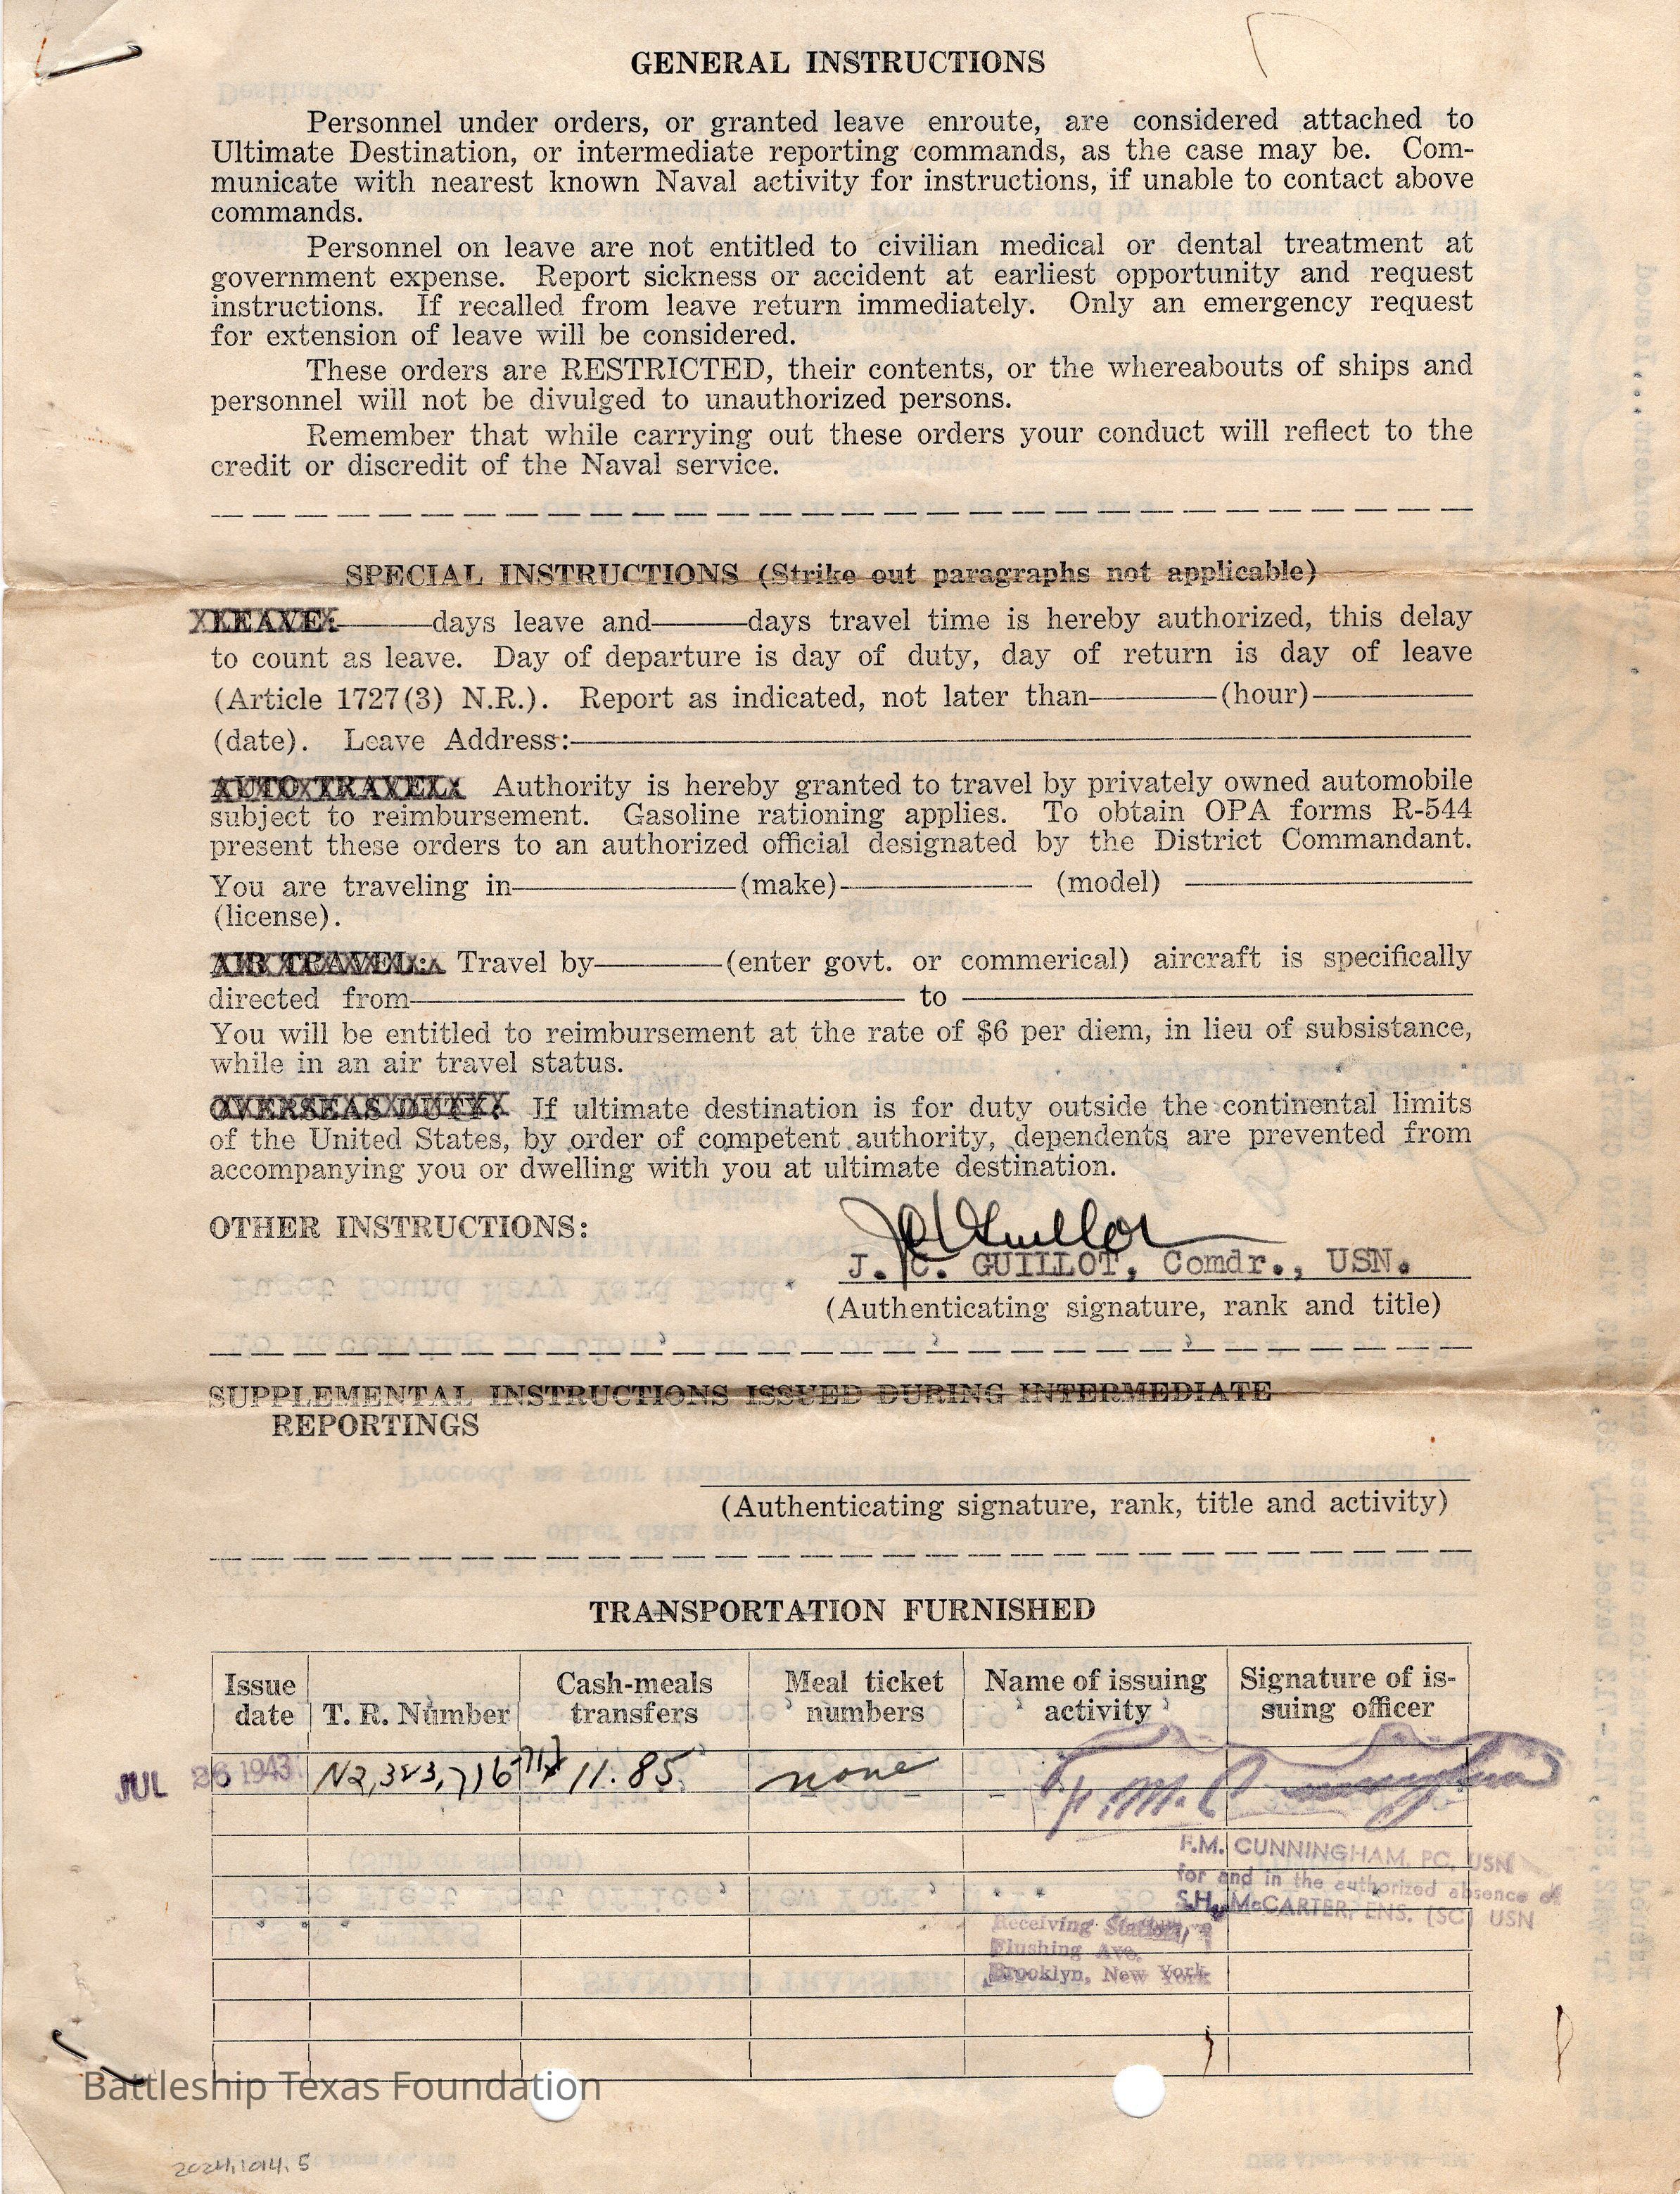 GENERAL INSTRUCTIONS
Personnel under orders, or granted leave enroute, are considered attached to
Ultimate Destination, or intermediate reporting commands, as the case may be. Com-
municate with nearest known Naval activity for instructions, if unable to contact above
commands.
Personnel on leave are not entitled to civilian medical or dental treatment at
government expense. Report sickness or accident at earliest opportunity and request
instructions. If recalled from leave return immediately. Only an emergency request
for extension of leave will be considered.
These orders are RESTRICTED, their contents, or the whereabouts of ships and
personnel will not be divulged to unauthorized persons.
Remember that while carrying out these orders your conduct will reflect to the
credit or discredit of the Naval service.
SPECIAL INSTRUCTIONS (Strike out paragraphs not applicable)
LEAVE: days leave and days travel time is hereby authorized, this delay
to count as leave. Day of departure is day of duty, day of return is day of leave
(Article 1727(3) N.R.). Report as indicated, not later than (hour)
(date). Leave Address:
AUTO TRAVEL: Authority is hereby granted to travel by privately owned automobile
subject to reimbursement. Gasoline rationing applies. To obtain OPA forms R-544
present these orders to an authorized official designated by the District Commandant.
You are traveling in (make) (model)
(license).
AIR TRAVEL: Travel by (enter govt. or commerical) aircraft is specifically
directed from to
You will be entitled to reimbursement at the rate of $6 per diem, in lieu of subsistance,
while in an air travel status.
OVERSEAS DUTY: If ultimate destination is for duty outside the continental limits
of the United States, by order of competent authority, dependents are prevented from
accompanying you or dwelling with you at ultimate destination.
OTHER INSTRUCTIONS:
J. C. GUILLOT, Comdr., USN.
(Authenticating signature, rank and title)
SUPPLEMENTAL INSTRUCTIONS ISSUED DURING INTERMEDIATE
REPORTINGS
(Authenticating signature, rank, title and activity)
TRANSPORTATION FURNISHED
Issue date T. R. Number Cash-meals transfers Meal ticket numbers Name of issuing activity Signature of is-suing officer
JUL 26 1943 N2,323,716-717 11.85 none
F.M. CUNNINGHAM, PC, USN
for and in the authorized absence of
S.H. McCARTER, ENS. (SC) USN
Receiving Station,
Flushing Ave.
Brooklyn, New York
Battleship Texas Foundation
2024.1014.5